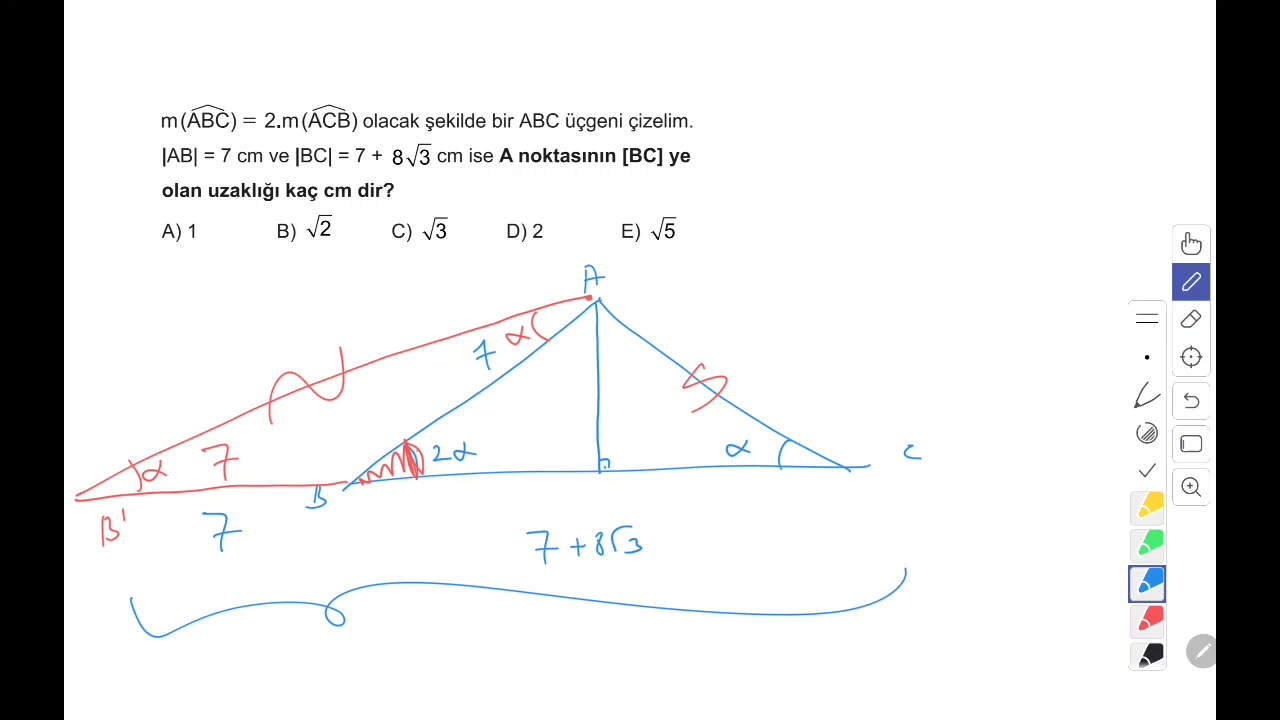 m(ABC) = 2.m(ACB) olacak şekilde bir ABC üçgeni çizelim.
|AB| = 7 cm ve |BC| = 7 + 8√3 cm ise A noktasının [BC] ye
olan uzaklığı kaç cm dir?
A) 1 B) √2 C) √3 D) 2 E) √5
A
7 α
2α α C
α 7
B' B
7 7 + 8√3